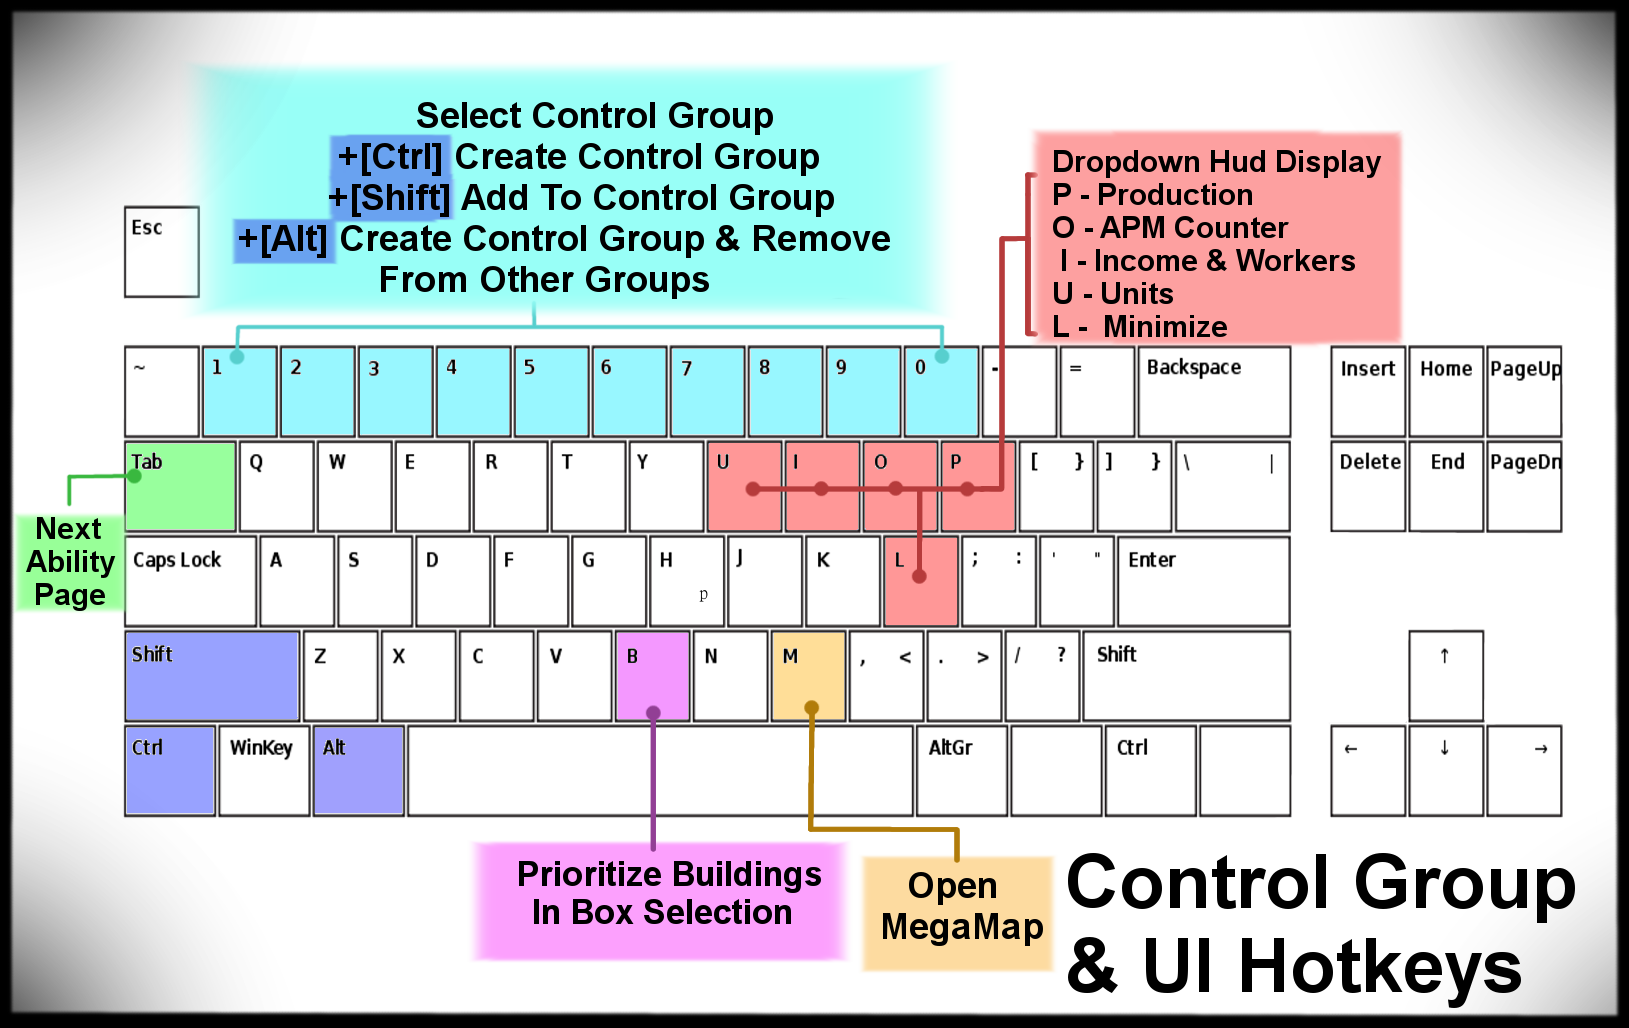 Select Control Group
+[Ctrl] Create Control Group
+[Shift] Add To Control Group
+[Alt] Create Control Group & Remove
From Other Groups
Dropdown Hud Display
P - Production
O - APM Counter
I - Income & Workers
U - Units
L - Minimize
Esc
~ 1 2 3 4 5 6 7 8 9 0 - = Backspace
Insert Home PageUp
Tab Q W E R T Y U I O P [ } ] } \ |
Delete End PageDn
Next
Ability
Page
Caps Lock A S D F G H J K L ; : ' " Enter
p
Shift Z X C V B N M , < . > / ? Shift
↑
Ctrl WinKey Alt AltGr Ctrl
← ↓ →
Prioritize Buildings
In Box Selection
Open
MegaMap
Control Group
& UI Hotkeys